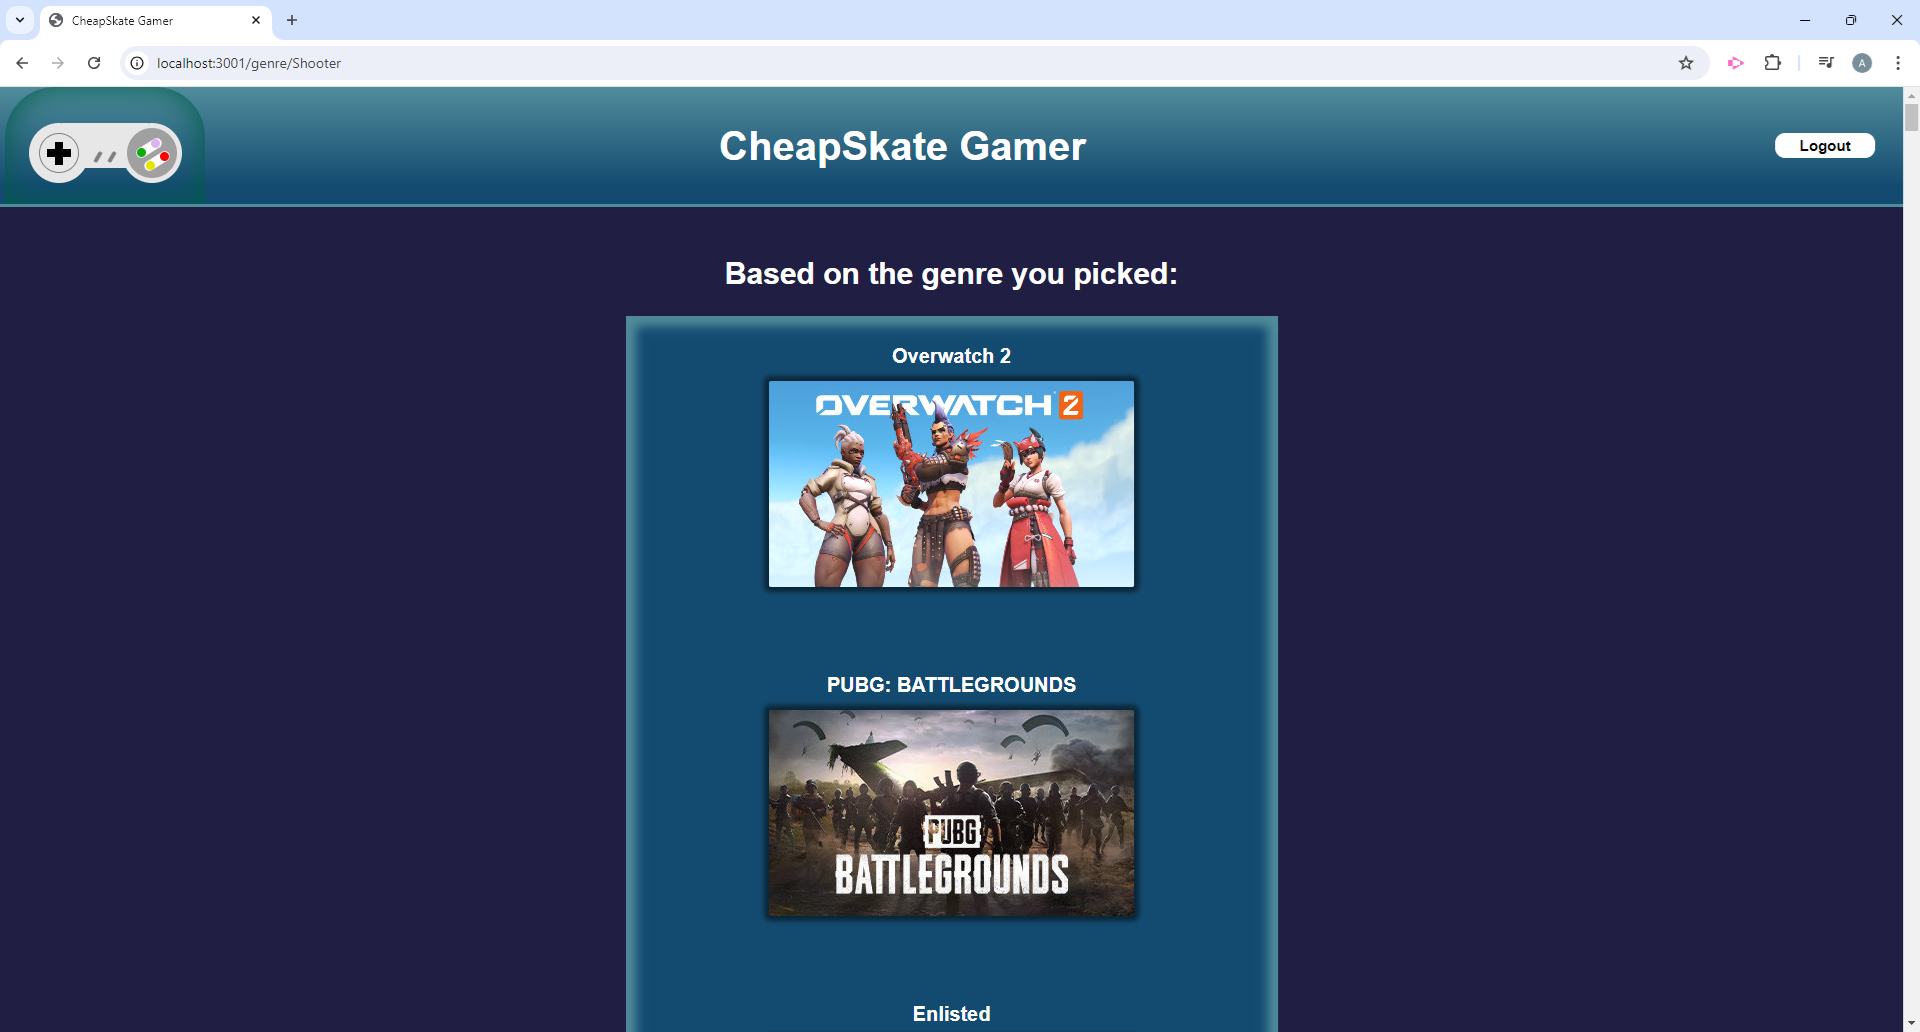 CheapSkate Gamer
localhost:3001/genre/Shooter
A
CheapSkate Gamer
Logout
Based on the genre you picked:
Overwatch 2
OVERWATCH 2
PUBG: BATTLEGROUNDS
PUBG
BATTLEGROUNDS
Enlisted